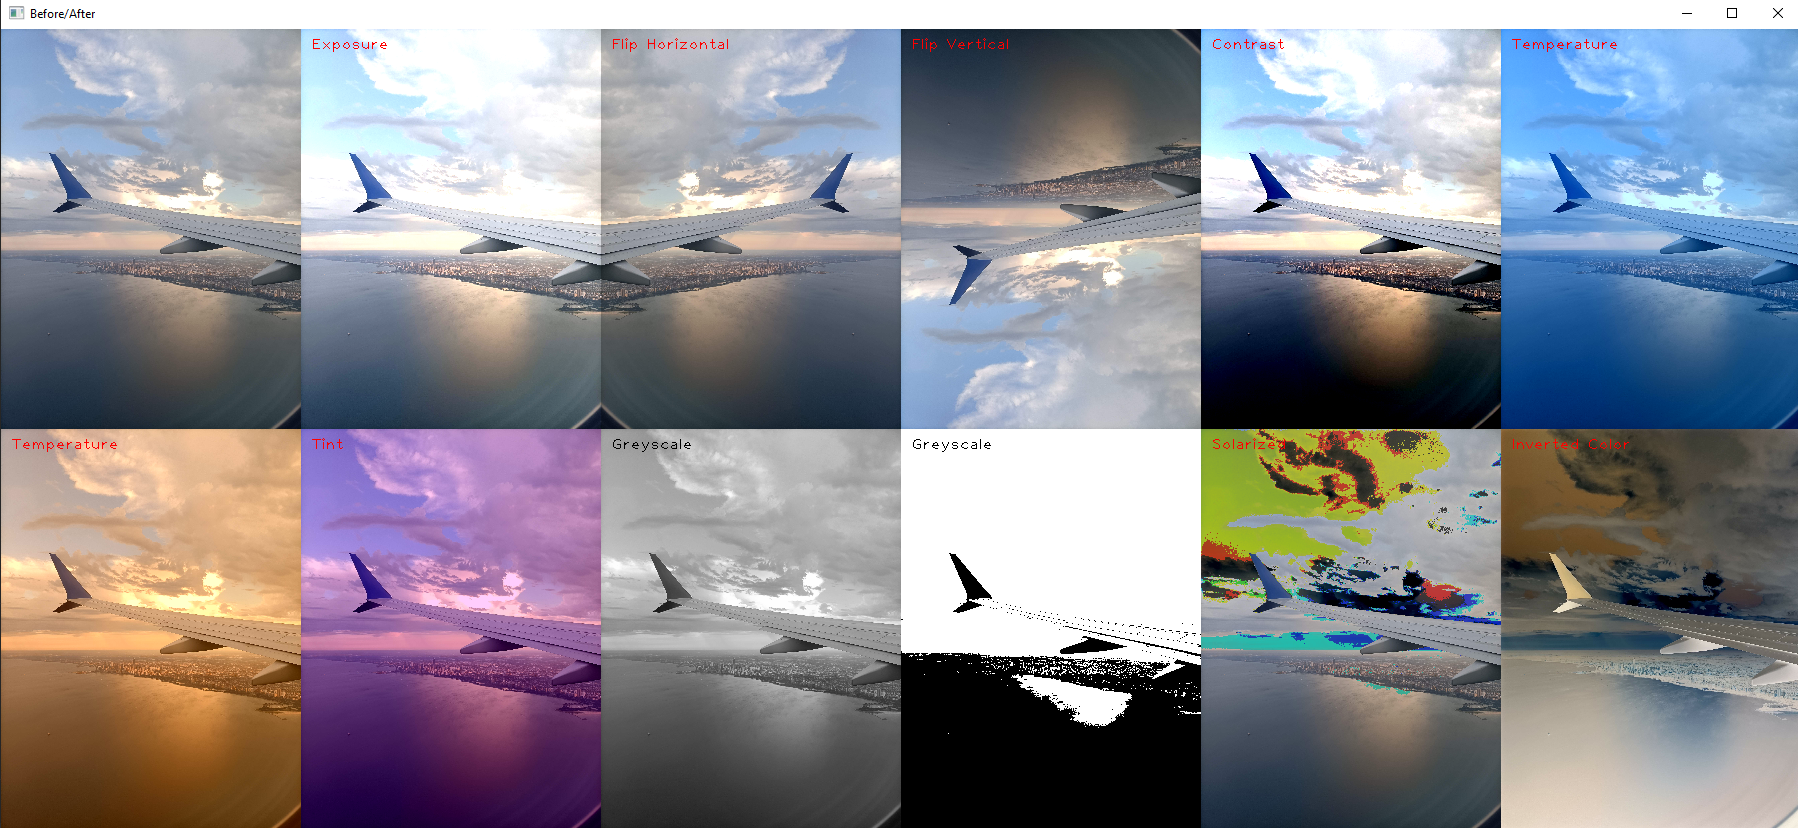 Before/After
Exposure
Flip Horizontal
Flip Vertical
Contrast
Temperature
Temperature
Tint
Greyscale
Greyscale
Solarized
Inverted Color